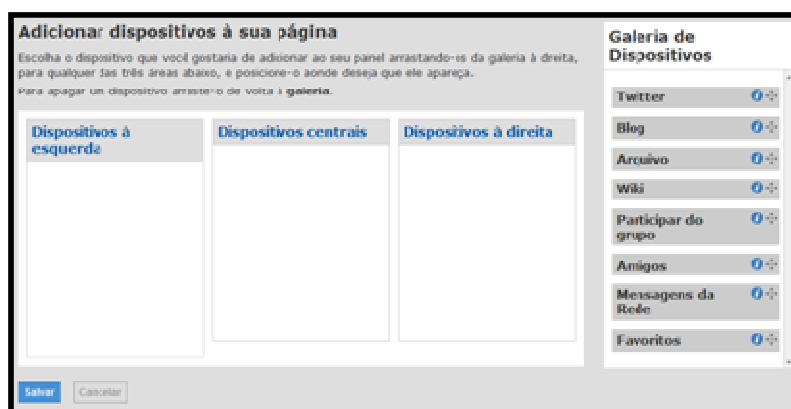 Adicionar dispositivos à sua página
Escolha o dispositivo que você gostaria de adicionar ao seu panel arrastando-os da galeria à direita,
para qualquer das três áreas abaixo, e posicione-o aonde deseja que ele apareça.
Para apagar um dispositivo arraste-o de volta à galeria.
Dispositivos à
esquerda
Dispositivos centrais
Dispositivos à direita
Salvar
Cancelar
Galeria de
Dispositivos
Twitter
Blog
Arquivo
Wiki
Participar do
grupo
Amigos
Mensagens da
Rede
Favoritos